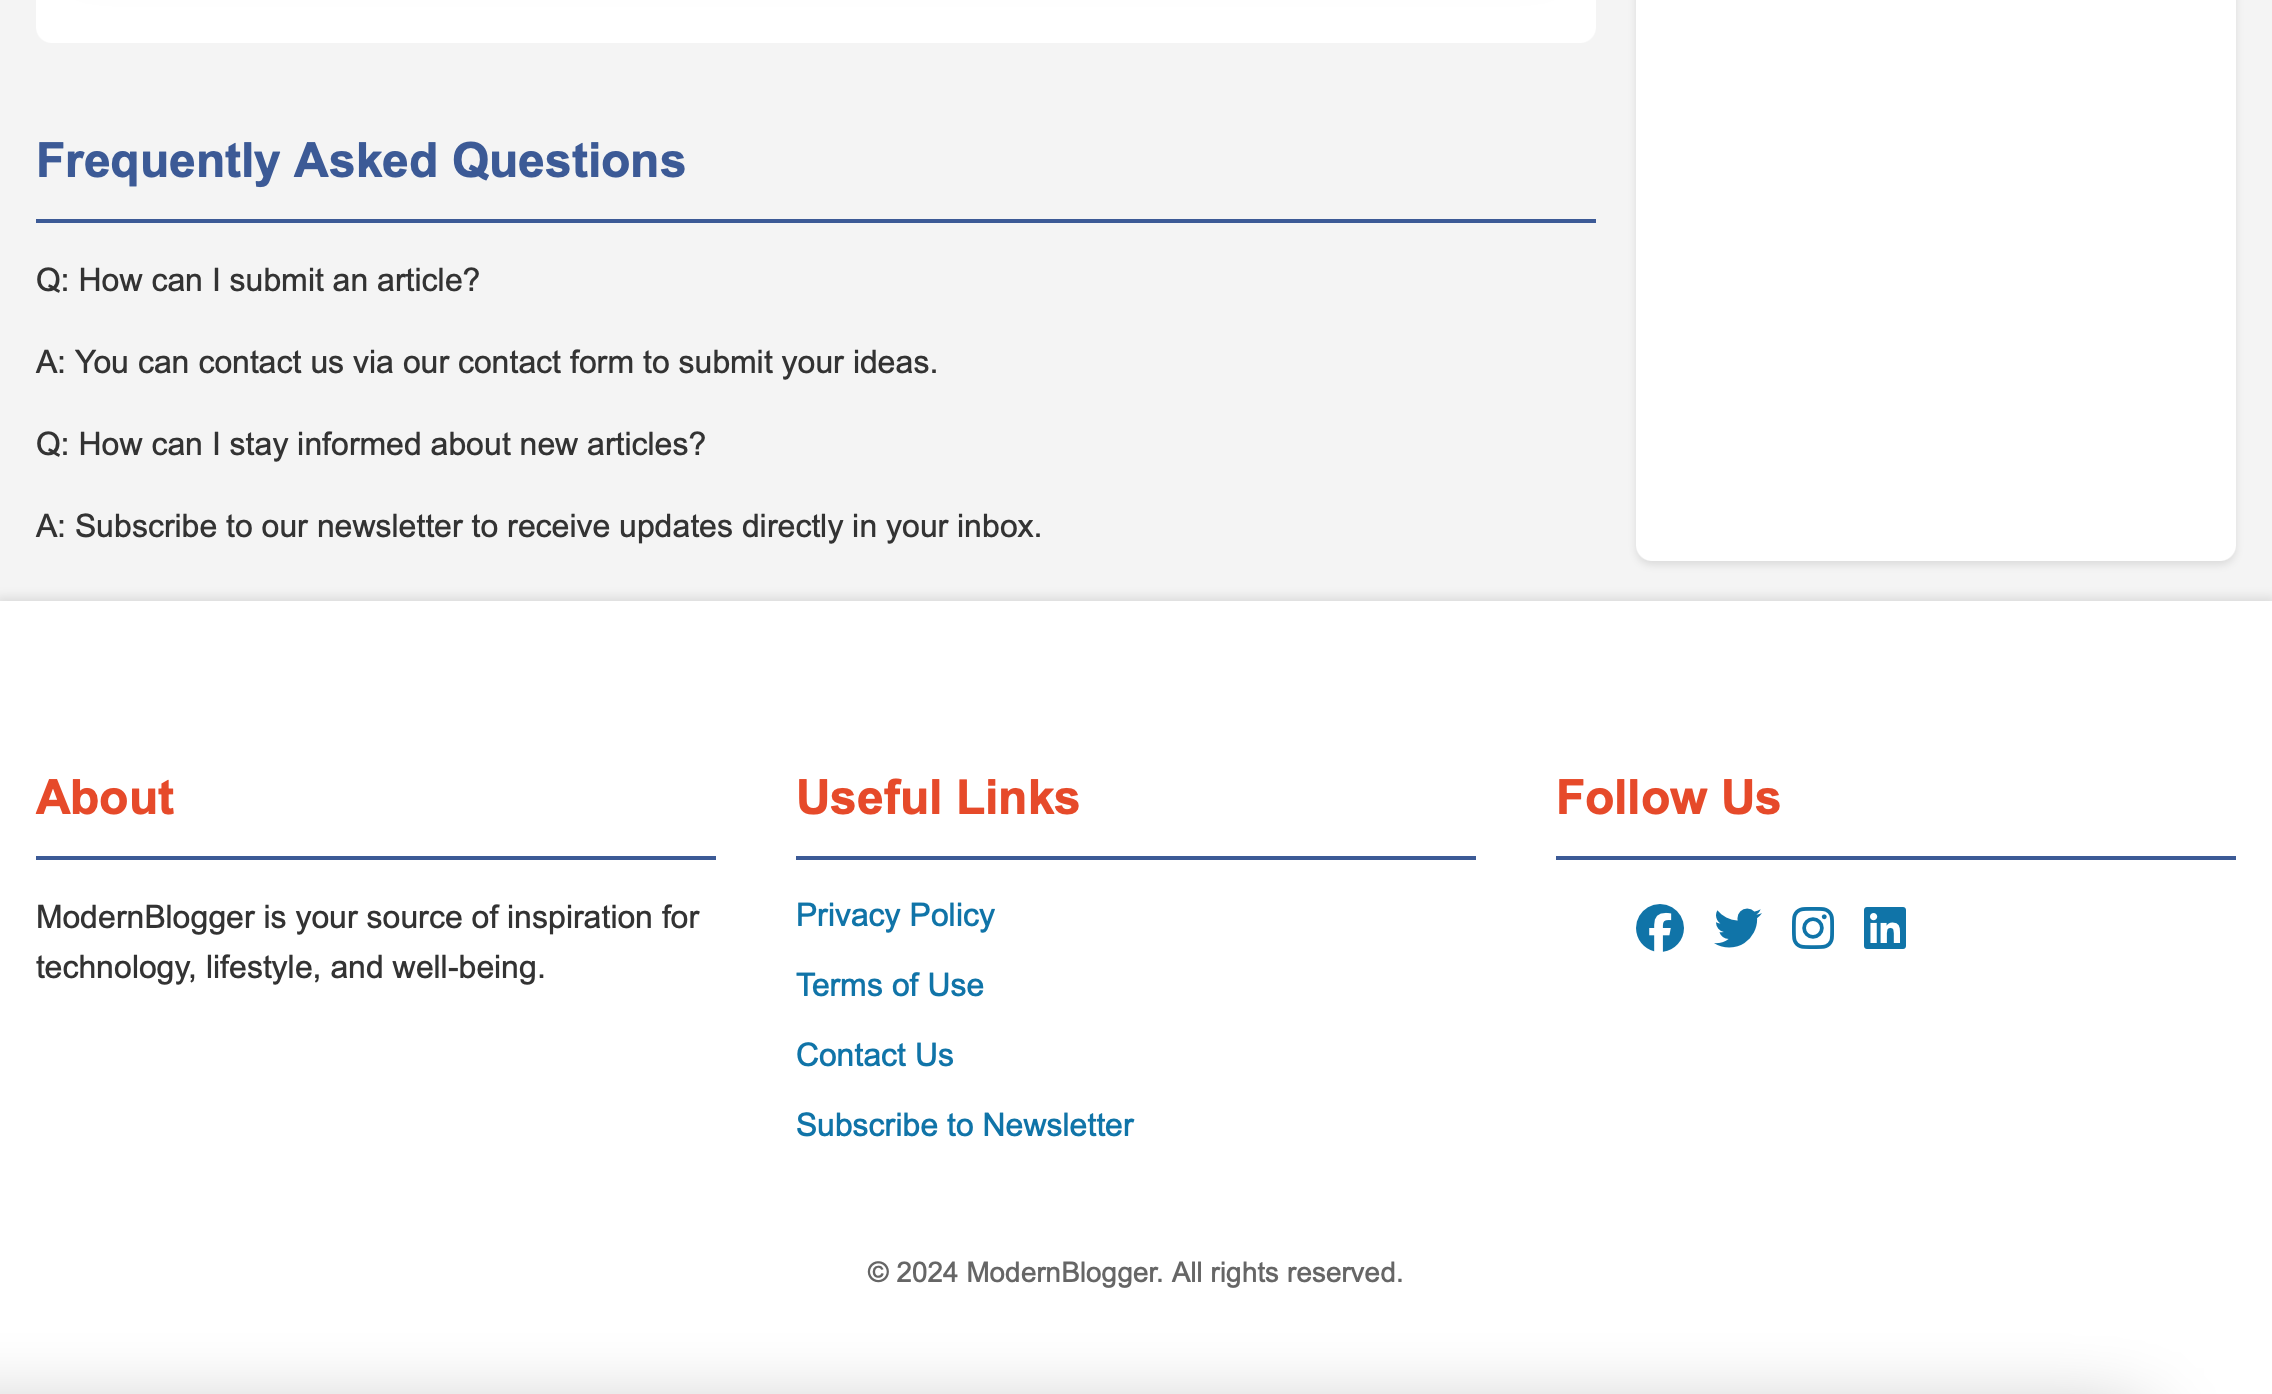 Frequently Asked Questions
Q: How can I submit an article?
A: You can contact us via our contact form to submit your ideas.
Q: How can I stay informed about new articles?
A: Subscribe to our newsletter to receive updates directly in your inbox.
About
ModernBlogger is your source of inspiration for
technology, lifestyle, and well-being.
Useful Links
Privacy Policy
Terms of Use
Contact Us
Subscribe to Newsletter
Follow Us
© 2024 ModernBlogger. All rights reserved.